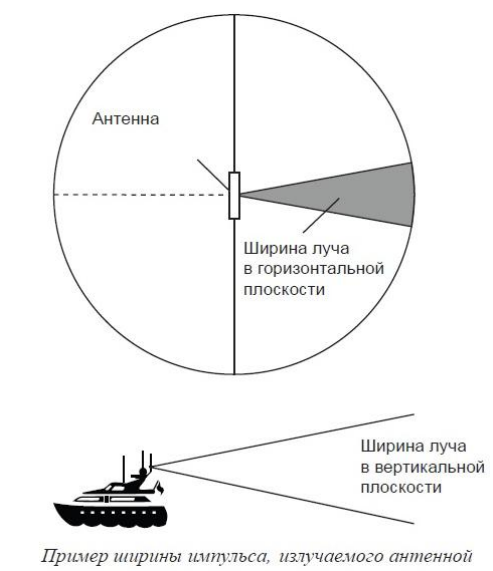 Антенна
Ширина луча
в горизонтальной
плоскости
Ширина луча
в вертикальной
плоскости
Пример ширины импульса, излучаемого антенной